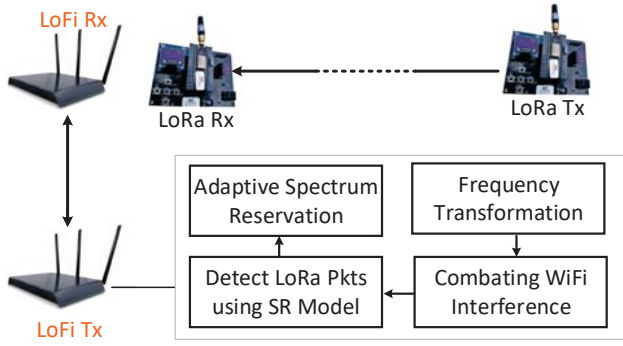 LoFi Rx
LoRa Rx
LoRa Tx
Adaptive Spectrum
Reservation
Frequency
Transformation
Detect LoRa Pkts
using SR Model
Combating WiFi
Interference
LoFi Tx